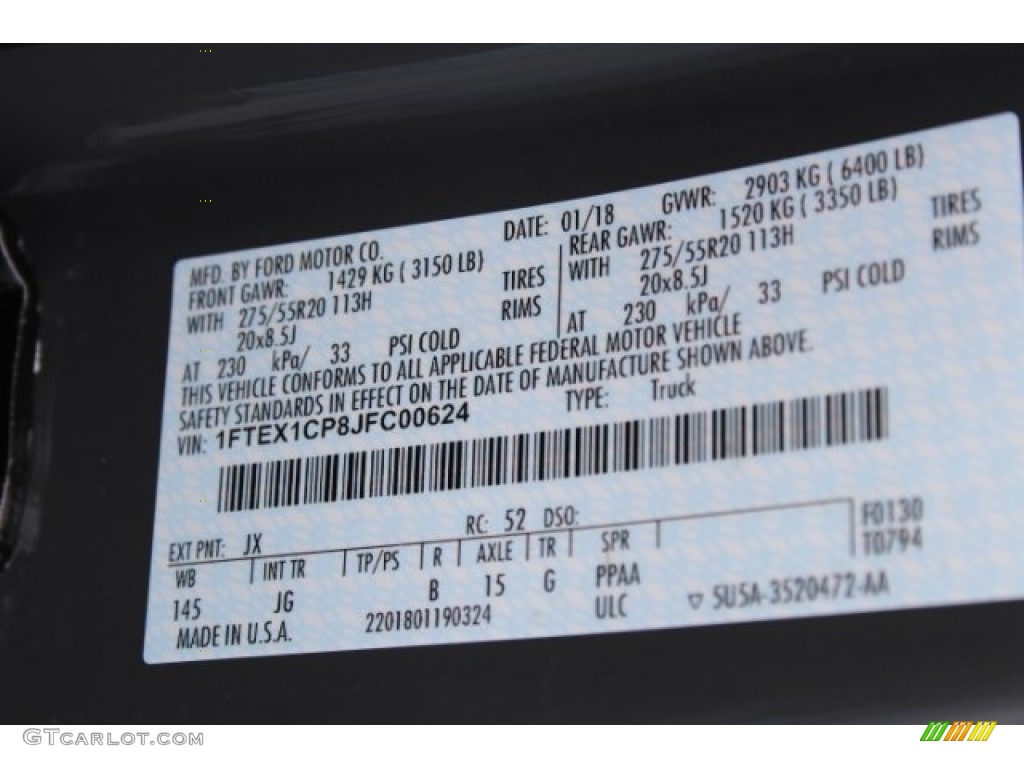 MFD. BY FORD MOTOR CO. DATE: 01/18 GVWR: 2903 KG ( 6400 LB)
FRONT GAWR: 1429 KG ( 3150 LB) REAR GAWR: 1520 KG ( 3350 LB)
WITH 275/55R20 113H TIRES WITH 275/55R20 113H TIRES
20x8.5J RIMS 20x8.5J RIMS
AT 230 kPa/ 33 PSI COLD AT 230 kPa/ 33 PSI COLD
THIS VEHICLE CONFORMS TO ALL APPLICABLE FEDERAL MOTOR VEHICLE
SAFETY STANDARDS IN EFFECT ON THE DATE OF MANUFACTURE SHOWN ABOVE.
VIN: 1FTEX1CP8JFC00624 TYPE: Truck
EXT PNT: JX RC: 52 DSO: F0130
WB INT TR TP/PS R AXLE TR SPR T0794
145 JG B 15 G PPAA
MADE IN U.S.A. 2201801190324 ULC ▽ 5U5A-3520472-AA
GTCarlot.com